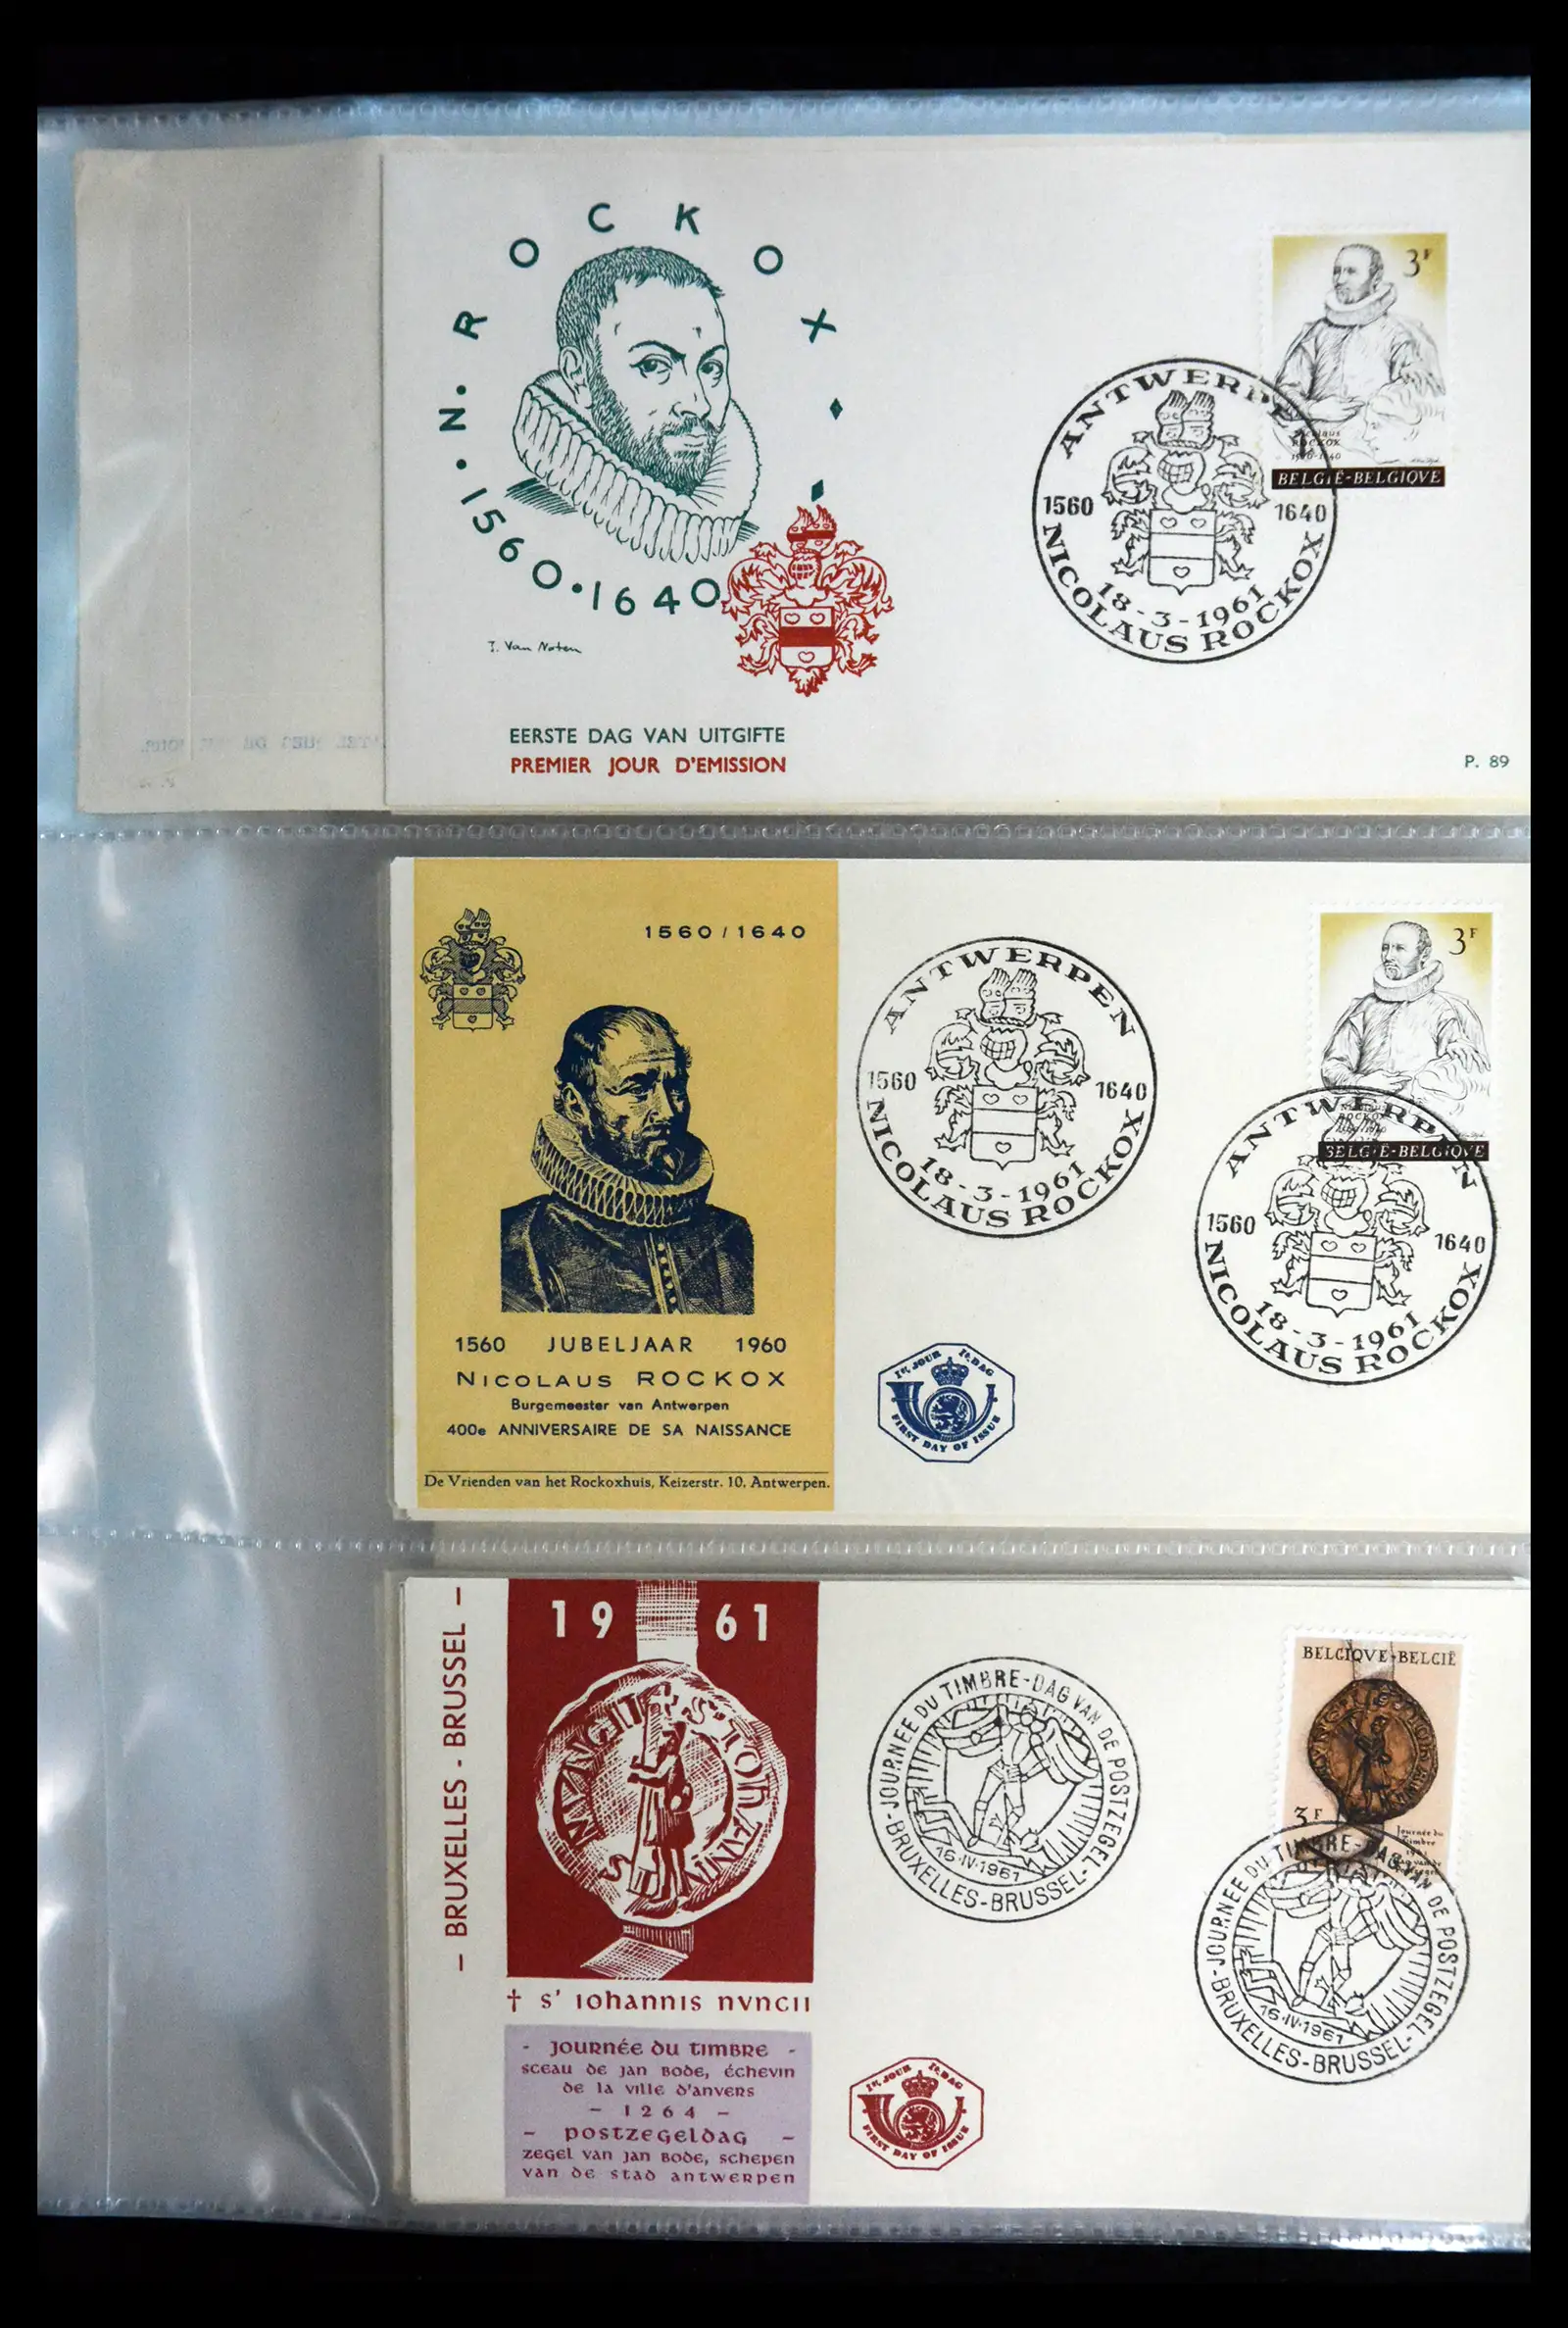 N. ROCKOX
1560 • 1640
J. Van Noten
EERSTE DAG VAN UITGIFTE
PREMIER JOUR D'EMISSION
P. 89
3F
ROCKOX
BELGIË-BELGIQVE
ANTWERPEN
1560 1640
18-3-1961
NICOLAUS ROCKOX
1560/1640
1560 JUBELJAAR 1960
NICOLAUS ROCKOX
Burgemeester van Antwerpen
400e ANNIVERSAIRE DE SA NAISSANCE
De Vrienden van het Rockoxhuis, Keizerstr. 10. Antwerpen.
ANTWERPEN
1560 1640
18-3-1961
NICOLAUS ROCKOX
1e JOUR 1e DAG
FIRST DAY OF ISSUE
3F
BELGIË-BELGIQVE
ANTWERPEN
1560 1640
18-3-1961
NICOLAUS ROCKOX
- BRUXELLES - BRUSSEL -
1961
† S' IOHANNIS NVNCII
- JOURNÉE DU TIMBRE -
SCEAU DE JAN BODE, ÉCHEVIN
DE LA VILLE D'ANVERS
- 1264 -
- POSTZEGELDAG -
ZEGEL VAN JAN BODE, SCHEPEN
VAN DE STAD ANTWERPEN
JOURNÉE DU TIMBRE-DAG VAN DE POSTZEGEL
16·IV·1961
-BRUXELLES-BRUSSEL-
1e JOUR 1e DAG
FIRST DAY OF ISSUE
BELGIQVE-BELGIË
3F
Journée du
Timbre
JOURNÉE DU TIMBRE-DAG VAN DE POSTZEGEL
16·IV·1961
-BRUXELLES-BRUSSEL-